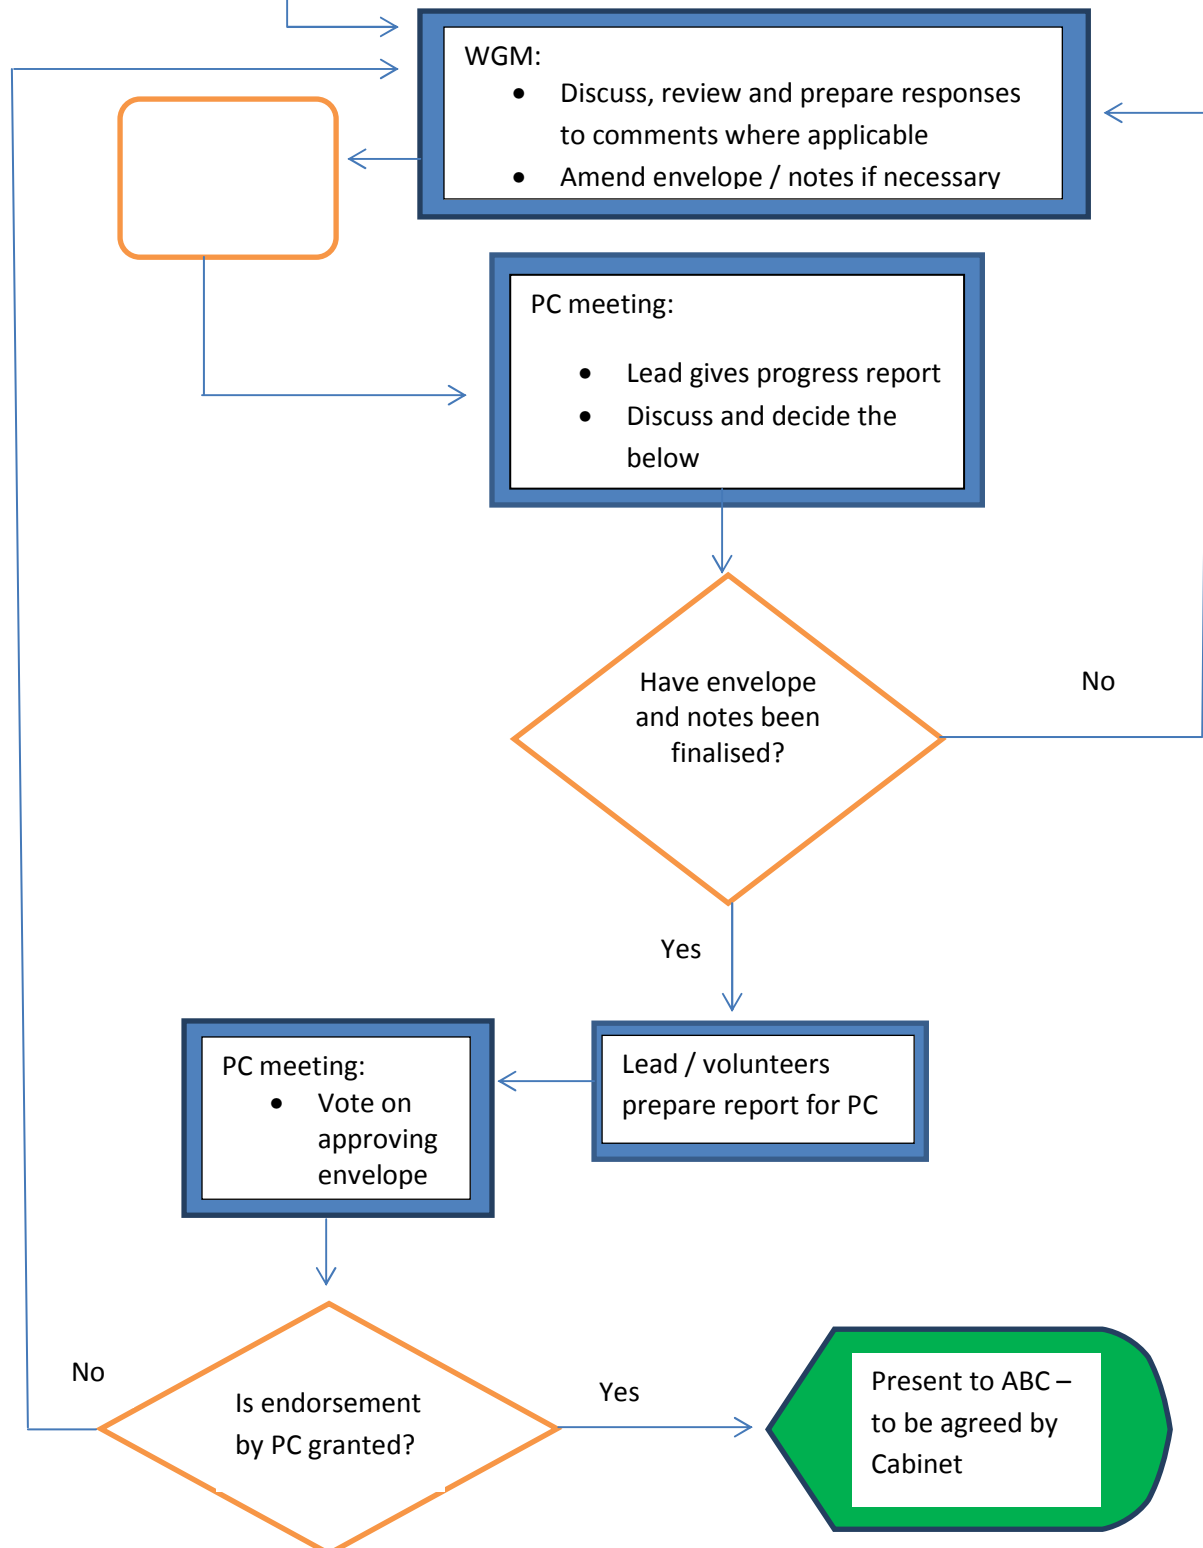 WGM:
• Discuss, review and prepare responses
to comments where applicable
• Amend envelope / notes if necessary
PC meeting:
• Lead gives progress report
• Discuss and decide the
below
Have envelope
and notes been
finalised?
No
Yes
Lead / volunteers
prepare report for PC
PC meeting:
• Vote on
approving
envelope
No
Is endorsement
by PC granted?
Yes
Present to ABC –
to be agreed by
Cabinet